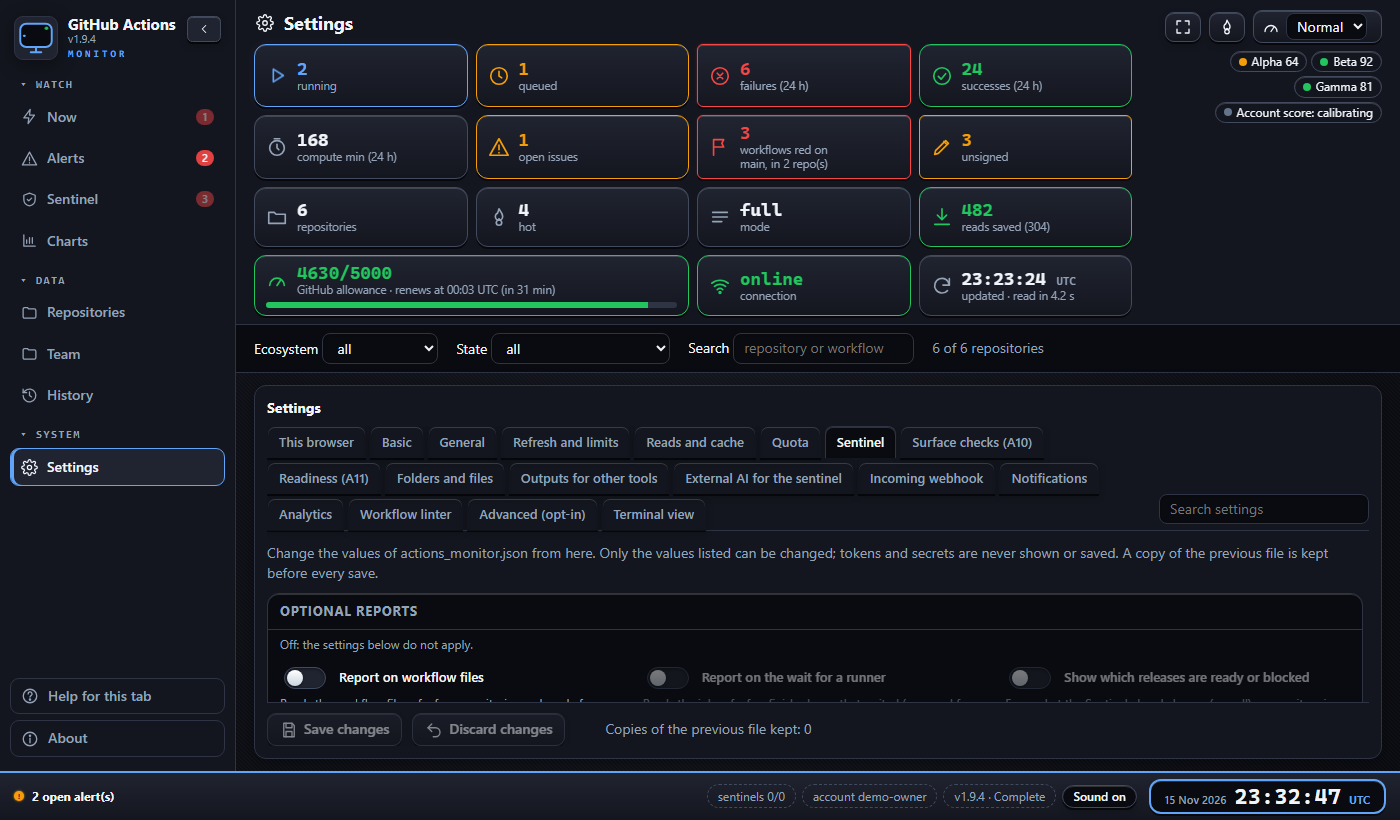 GitHub Actions
v1.9.4
MONITOR
WATCH
Now 1
Alerts 2
Sentinel 3
Charts
DATA
Repositories
Team
History
SYSTEM
Settings
Help for this tab
About
Settings
Normal
Alpha 64
Beta 92
Gamma 81
Account score: calibrating
2
running
1
queued
6
failures (24 h)
24
successes (24 h)
168
compute min (24 h)
1
open issues
3
workflows red on
main, in 2 repo(s)
3
unsigned
6
repositories
4
hot
full
mode
482
reads saved (304)
4630/5000
GitHub allowance · renews at 00:03 UTC (in 31 min)
online
connection
23:23:24 UTC
updated · read in 4.2 s
Ecosystem all State all Search repository or workflow 6 of 6 repositories
Settings
This browser Basic General Refresh and limits Reads and cache Quota Sentinel Surface checks (A10)
Readiness (A11) Folders and files Outputs for other tools External AI for the sentinel Incoming webhook Notifications
Analytics Workflow linter Advanced (opt-in) Terminal view
Search settings
Change the values of actions_monitor.json from here. Only the values listed can be changed; tokens and secrets are never shown or saved. A copy of the previous file is kept
before every save.
OPTIONAL REPORTS
Off: the settings below do not apply.
Report on workflow files Report on the wait for a runner Show which releases are ready or blocked
Save changes Discard changes Copies of the previous file kept: 0
2 open alert(s) sentinels 0/0 account demo-owner v1.9.4 · Complete Sound on 15 Nov 2026 23:32:47 UTC